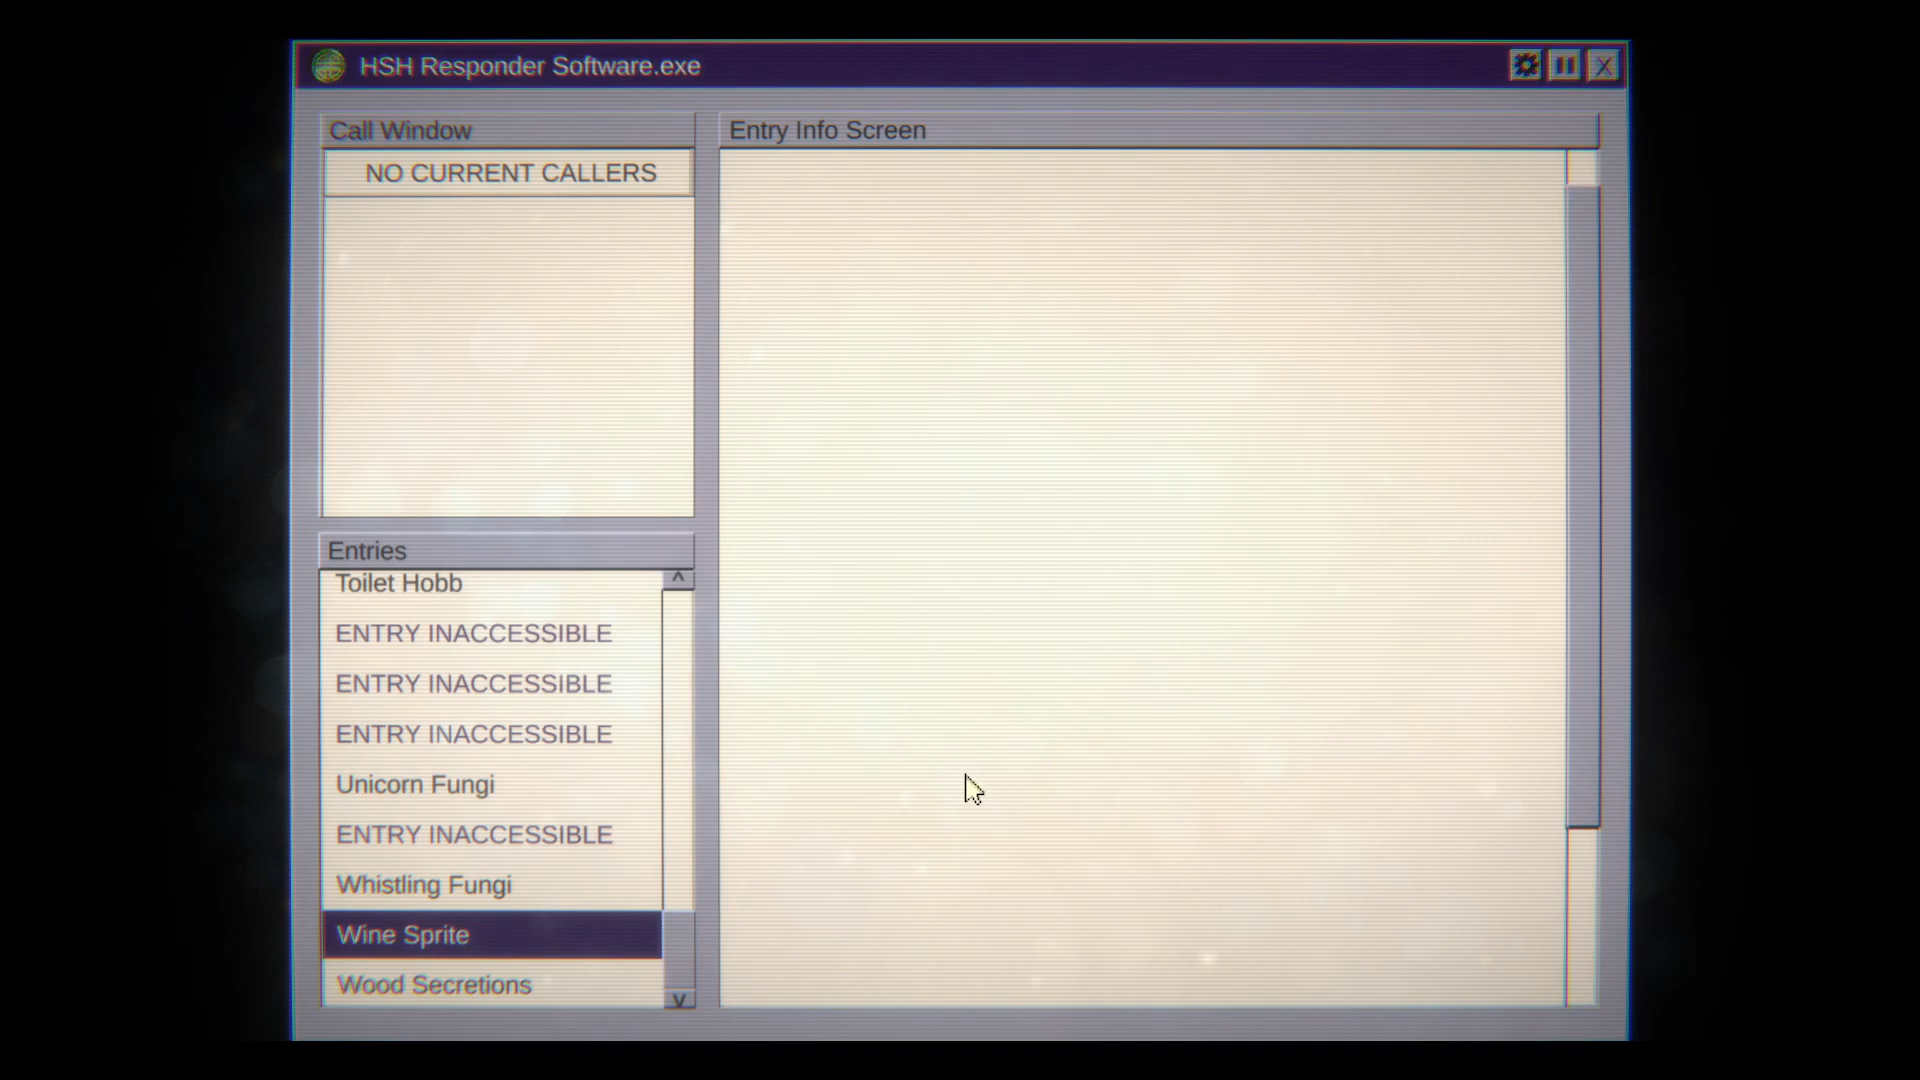 HSH Responder Software.exe
Call Window
NO CURRENT CALLERS
Entry Info Screen
Entries
Toilet Hobb
ENTRY INACCESSIBLE
ENTRY INACCESSIBLE
ENTRY INACCESSIBLE
Unicorn Fungi
ENTRY INACCESSIBLE
Whistling Fungi
Wine Sprite
Wood Secretions